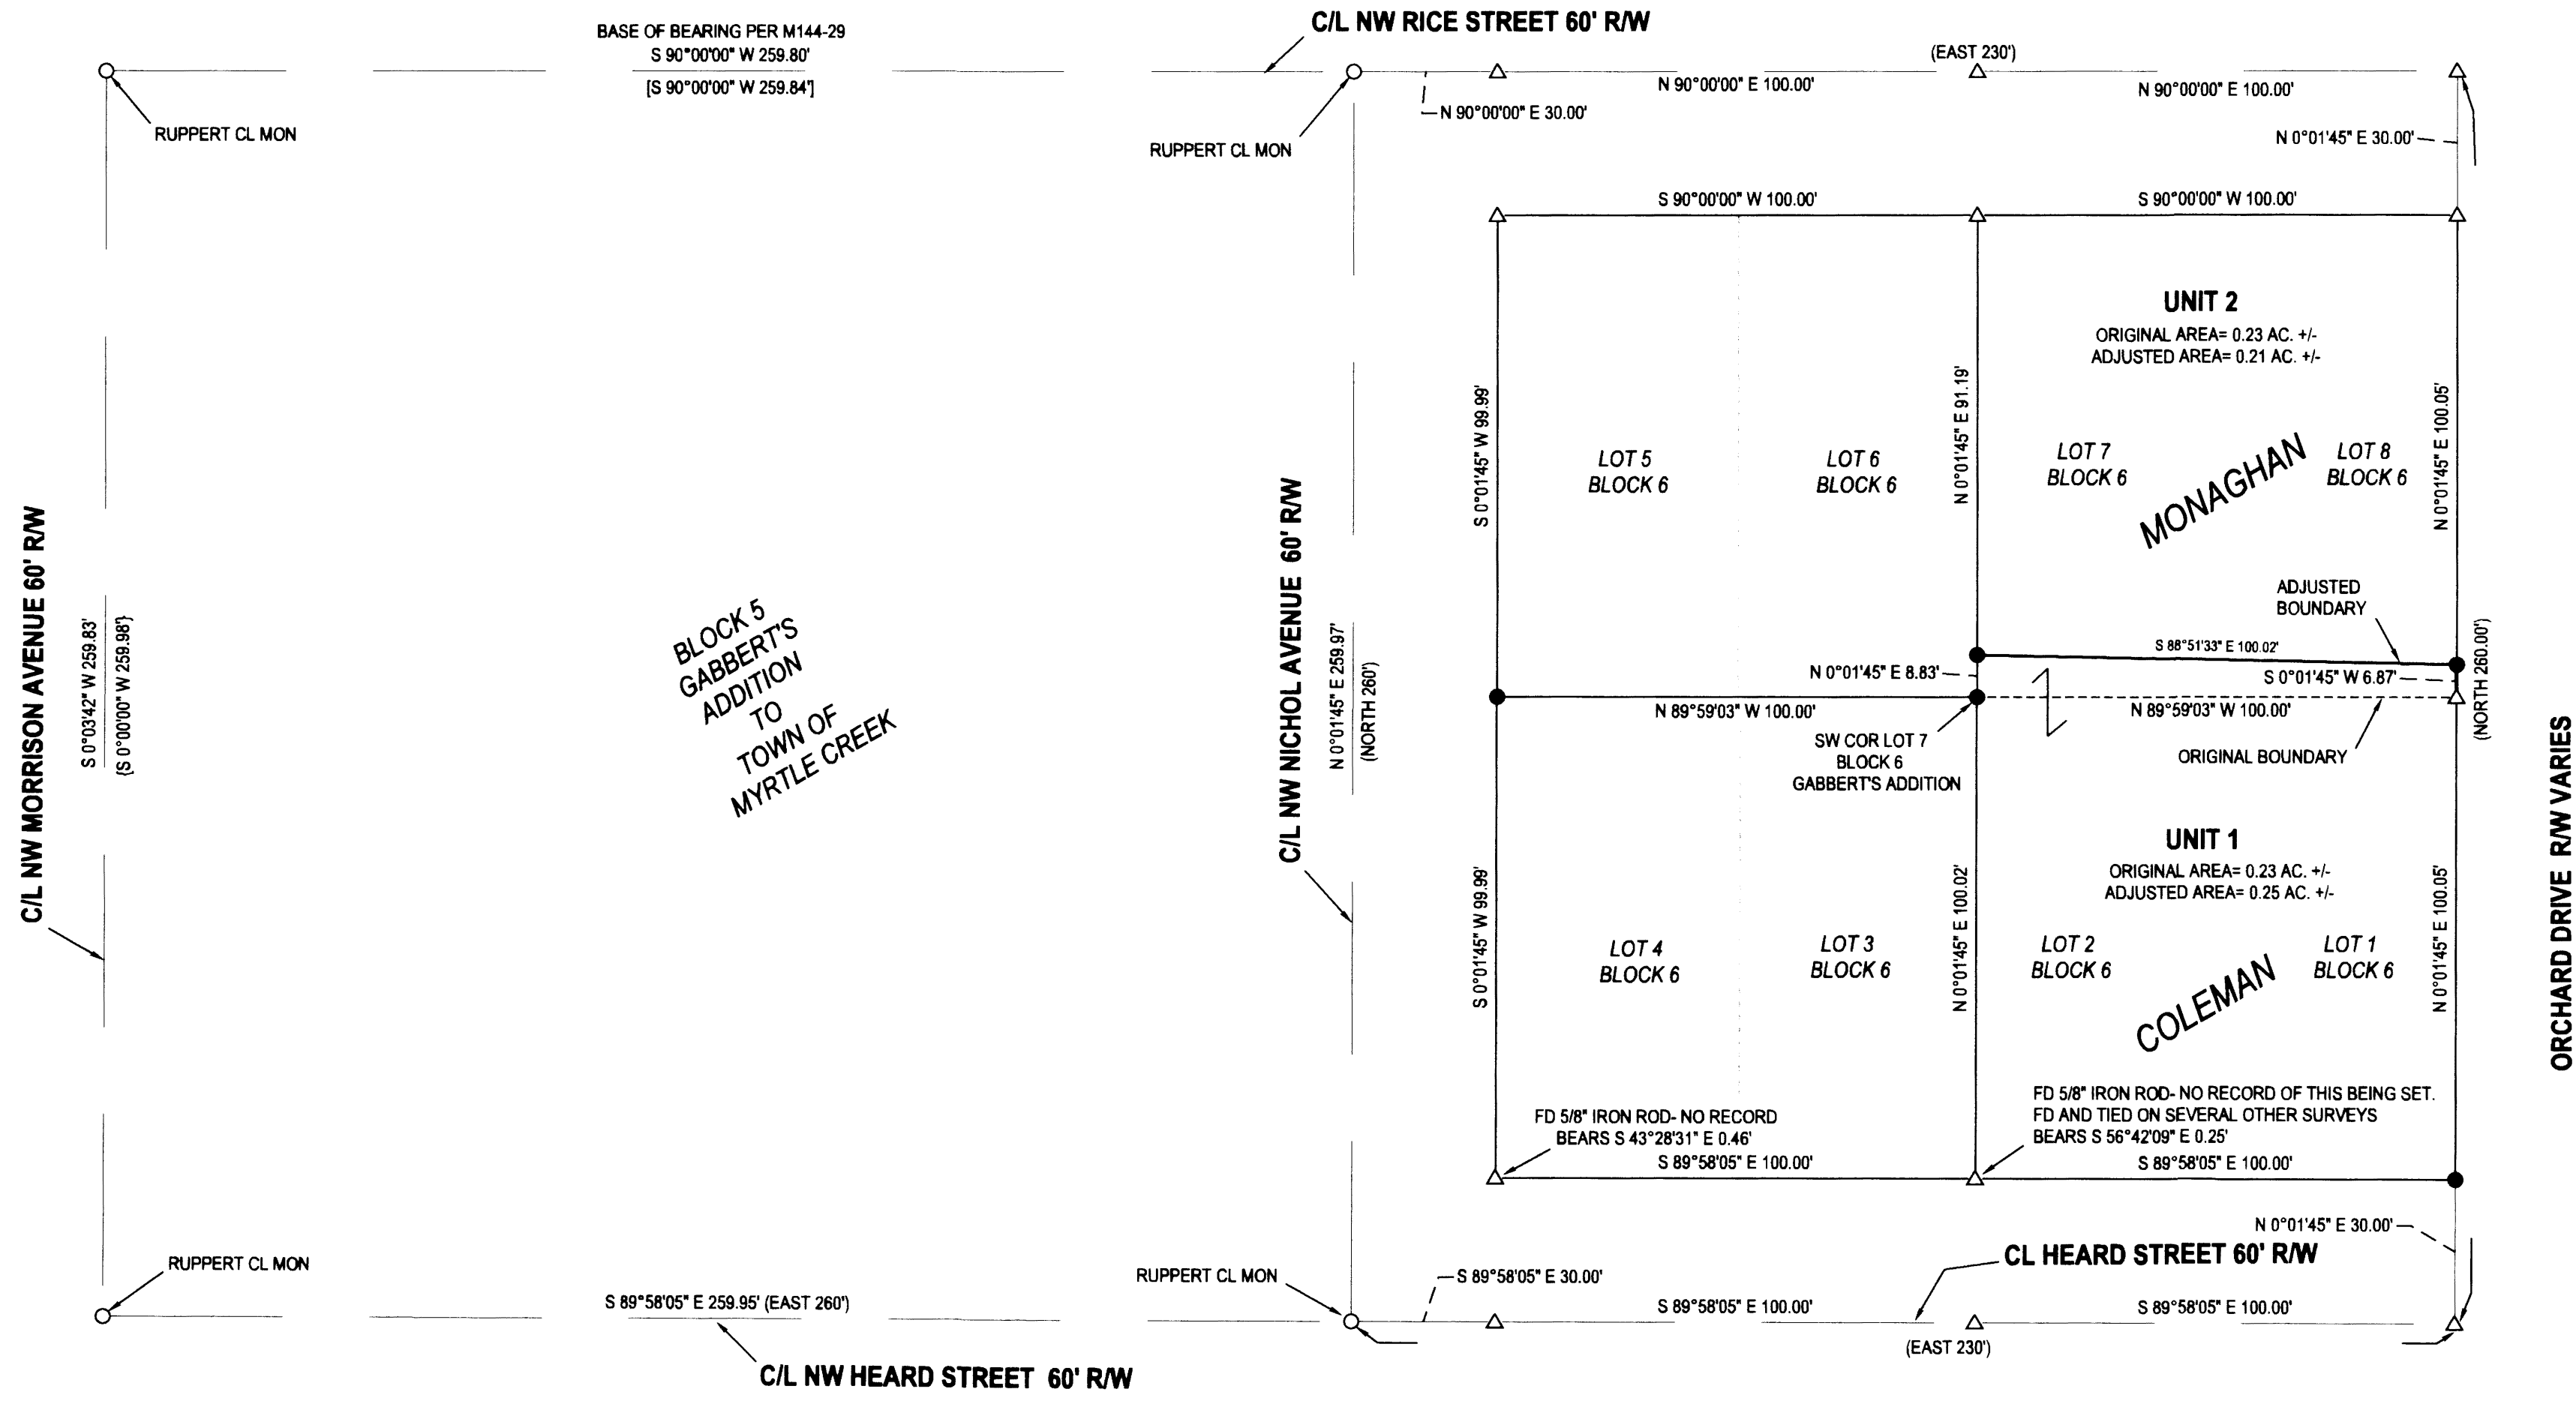 BASE OF BEARING PER M144-29
S 90°00'00" W 259.80'
[S 90°00'00" W 259.84']
C/L NW RICE STREET 60' R/W
(EAST 230')
N 90°00'00" E 100.00'
N 90°00'00" E 100.00'
N 90°00'00" E 30.00'
RUPPERT CL MON
RUPPERT CL MON
N 0°01'45" E 30.00'
S 90°00'00" W 100.00'
S 90°00'00" W 100.00'
UNIT 2
ORIGINAL AREA= 0.23 AC. +/-
ADJUSTED AREA= 0.21 AC. +/-
S 0°01'45" W 99.99'
N 0°01'45" E 91.19'
N 0°01'45" E 100.05'
LOT 5
BLOCK 6
LOT 6
BLOCK 6
LOT 7
BLOCK 6
LOT 8
BLOCK 6
MONAGHAN
ADJUSTED
BOUNDARY
S 88°51'33" E 100.02'
N 0°01'45" E 8.83'
S 0°01'45" W 6.87'
N 89°59'03" W 100.00'
N 89°59'03" W 100.00'
(NORTH 260.00')
SW COR LOT 7
BLOCK 6
GABBERT'S ADDITION
ORIGINAL BOUNDARY
ORCHARD DRIVE R/W VARIES
C/L NW MORRISON AVENUE 60' R/W
S 0°03'42" W 259.83'
{S 0°00'00" W 259.98'}
BLOCK 5
GABBERT'S
ADDITION
TO
TOWN OF
MYRTLE CREEK
C/L NW NICHOL AVENUE 60' R/W
N 0°01'45" E 259.97'
(NORTH 260')
UNIT 1
ORIGINAL AREA= 0.23 AC. +/-
ADJUSTED AREA= 0.25 AC. +/-
S 0°01'45" W 99.99'
N 0°01'45" E 100.02'
N 0°01'45" E 100.05'
LOT 4
BLOCK 6
LOT 3
BLOCK 6
LOT 2
BLOCK 6
LOT 1
BLOCK 6
COLEMAN
FD 5/8" IRON ROD- NO RECORD
BEARS S 43°28'31" E 0.46'
S 89°58'05" E 100.00'
FD 5/8" IRON ROD- NO RECORD OF THIS BEING SET.
FD AND TIED ON SEVERAL OTHER SURVEYS
BEARS S 56°42'09" E 0.25'
S 89°58'05" E 100.00'
N 0°01'45" E 30.00'
CL HEARD STREET 60' R/W
RUPPERT CL MON
RUPPERT CL MON
S 89°58'05" E 30.00'
S 89°58'05" E 259.95' (EAST 260')
S 89°58'05" E 100.00'
S 89°58'05" E 100.00'
(EAST 230')
C/L NW HEARD STREET 60' R/W